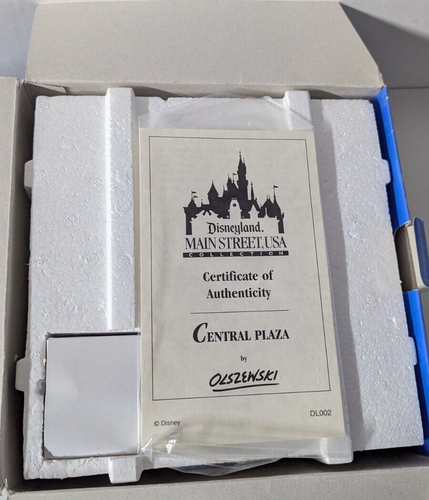 Disneyland.
MAIN STREET, USA
COLLECTION
Certificate of
Authenticity
CENTRAL PLAZA
by
OLSZEWSKI
© Disney
DL002